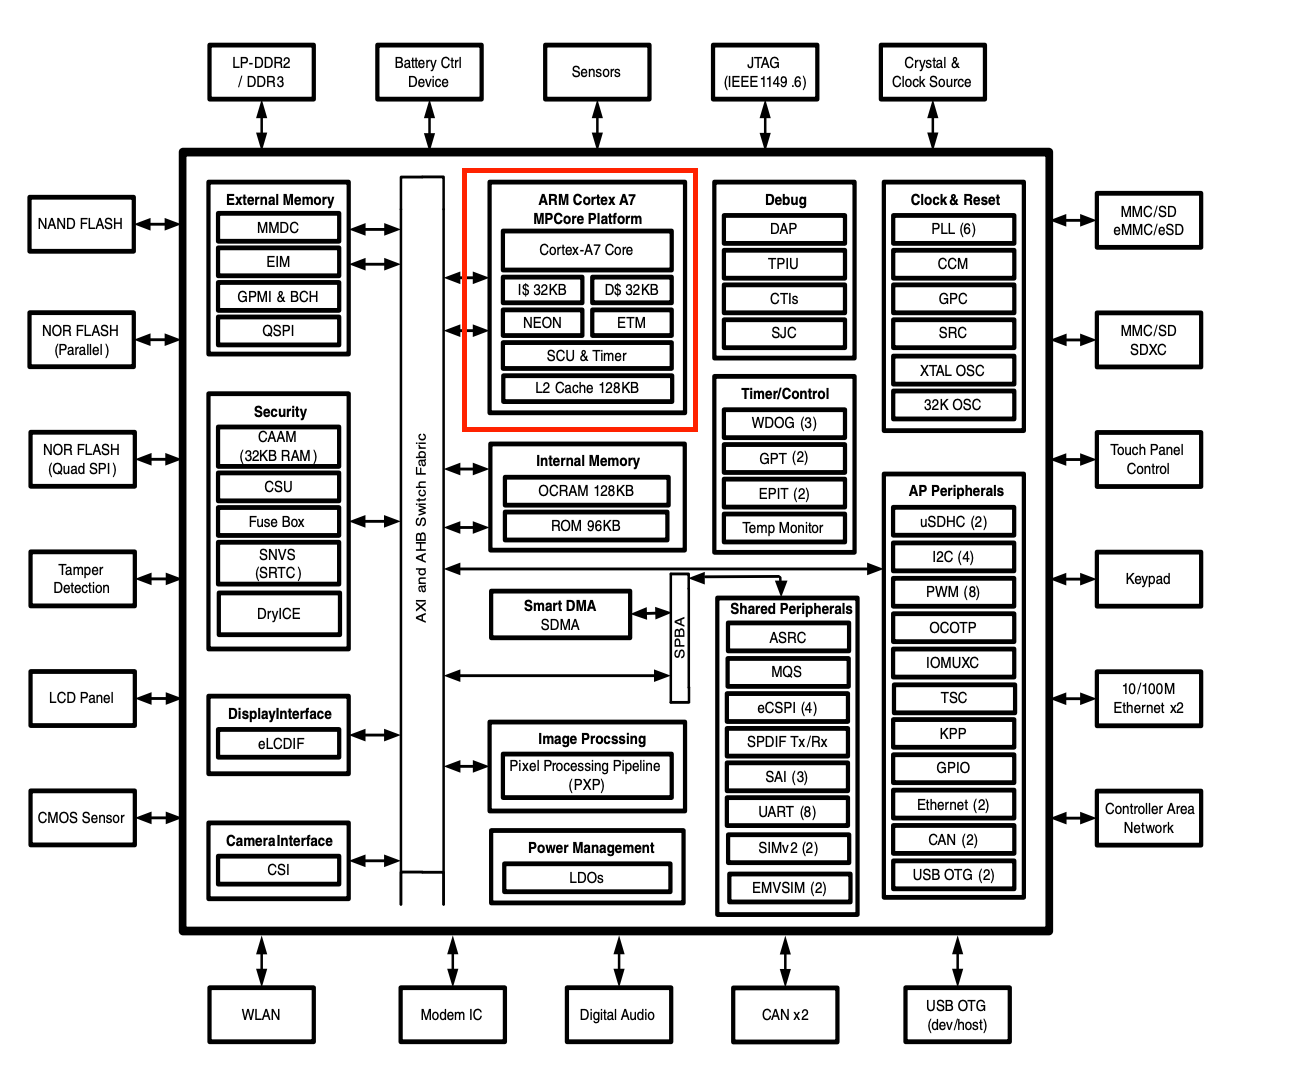 LP-DDR2
/ DDR3
Battery Ctrl
Device
Sensors
JTAG
(IEEE1149 .6)
Crystal &
Clock Source
NAND FLASH
NOR FLASH
(Parallel)
NOR FLASH
(Quad SPI)
Tamper
Detection
LCD Panel
CMOS Sensor
External Memory
MMDC
EIM
GPMI & BCH
QSPI
Security
CAAM
(32KB RAM)
CSU
Fuse Box
SNVS
(SRTC)
DryICE
DisplayInterface
eLCDIF
CameraInterface
CSI
AXI and AHB Switch Fabric
ARM Cortex A7
MPCore Platform
Cortex-A7 Core
I$ 32KB
D$ 32KB
NEON
ETM
SCU & Timer
L2 Cache 128KB
Internal Memory
OCRAM 128KB
ROM 96KB
Smart DMA
SDMA
SPBA
Image Procssing
Pixel Processing Pipeline
(PXP)
Power Management
LDOs
Debug
DAP
TPIU
CTIs
SJC
Timer/Control
WDOG (3)
GPT (2)
EPIT (2)
Temp Monitor
Shared Peripherals
ASRC
MQS
eCSPI (4)
SPDIF Tx/Rx
SAI (3)
UART (8)
SIMv2 (2)
EMVSIM (2)
Clock & Reset
PLL (6)
CCM
GPC
SRC
XTAL OSC
32K OSC
AP Peripherals
uSDHC (2)
I2C (4)
PWM (8)
OCOTP
IOMUXC
TSC
KPP
GPIO
Ethernet (2)
CAN (2)
USB OTG (2)
MMC/SD
eMMC/eSD
MMC/SD
SDXC
Touch Panel
Control
Keypad
10/100M
Ethernet x2
Controller Area
Network
WLAN
Modem IC
Digital Audio
CAN x2
USB OTG
(dev/host)